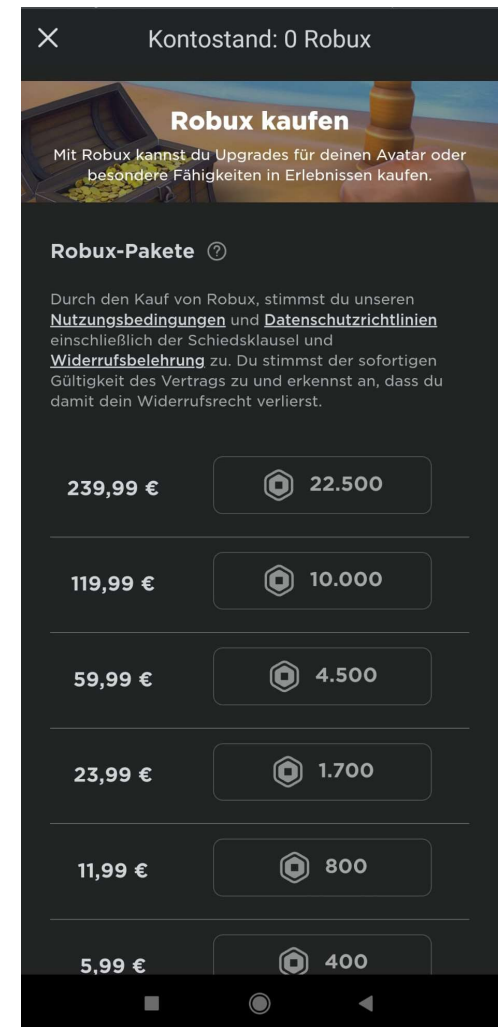 Kontostand: 0 Robux
Robux kaufen
Mit Robux kannst du Upgrades für deinen Avatar oder
besondere Fähigkeiten in Erlebnissen kaufen.
Robux-Pakete ?
Durch den Kauf von Robux, stimmst du unseren
Nutzungsbedingungen und Datenschutzrichtlinien
einschließlich der Schiedsklausel und
Widerrufsbelehrung zu. Du stimmst der sofortigen
Gültigkeit des Vertrags zu und erkennst an, dass du
damit dein Widerrufsrecht verlierst.
239,99 € 22.500
119,99 € 10.000
59,99 € 4.500
23,99 € 1.700
11,99 € 800
5,99 € 400